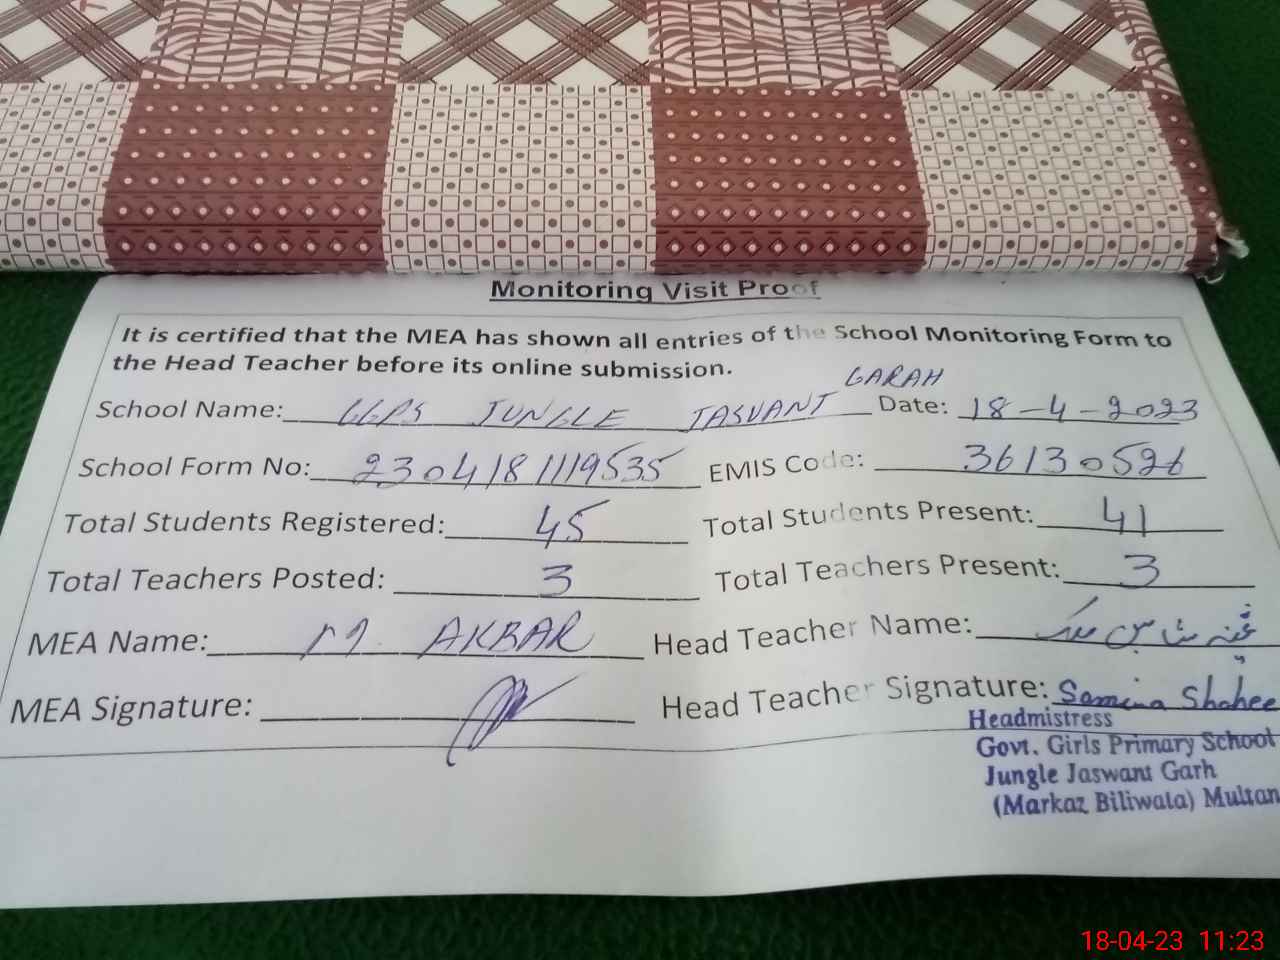 Monitoring Visit Proof
It is certified that the MEA has shown all entries of the School Monitoring Form to
the Head Teacher before its online submission.
GARAH
School Name: GGPS JUNGLE JASVANT Date: 18-4-2023
School Form No: 2304181119535 EMIS Code: 36130526
Total Students Registered: 45 Total Students Present: 41
Total Teachers Posted: 3 Total Teachers Present: 3
MEA Name: M. AKBAR Head Teacher Name:
MEA Signature: Head Teacher Signature: Samina Shahee
Headmistress
Govt. Girls Primary School
Jungle Jaswant Garh
(Markaz Biliwala) Multan
18-04-23 11:23